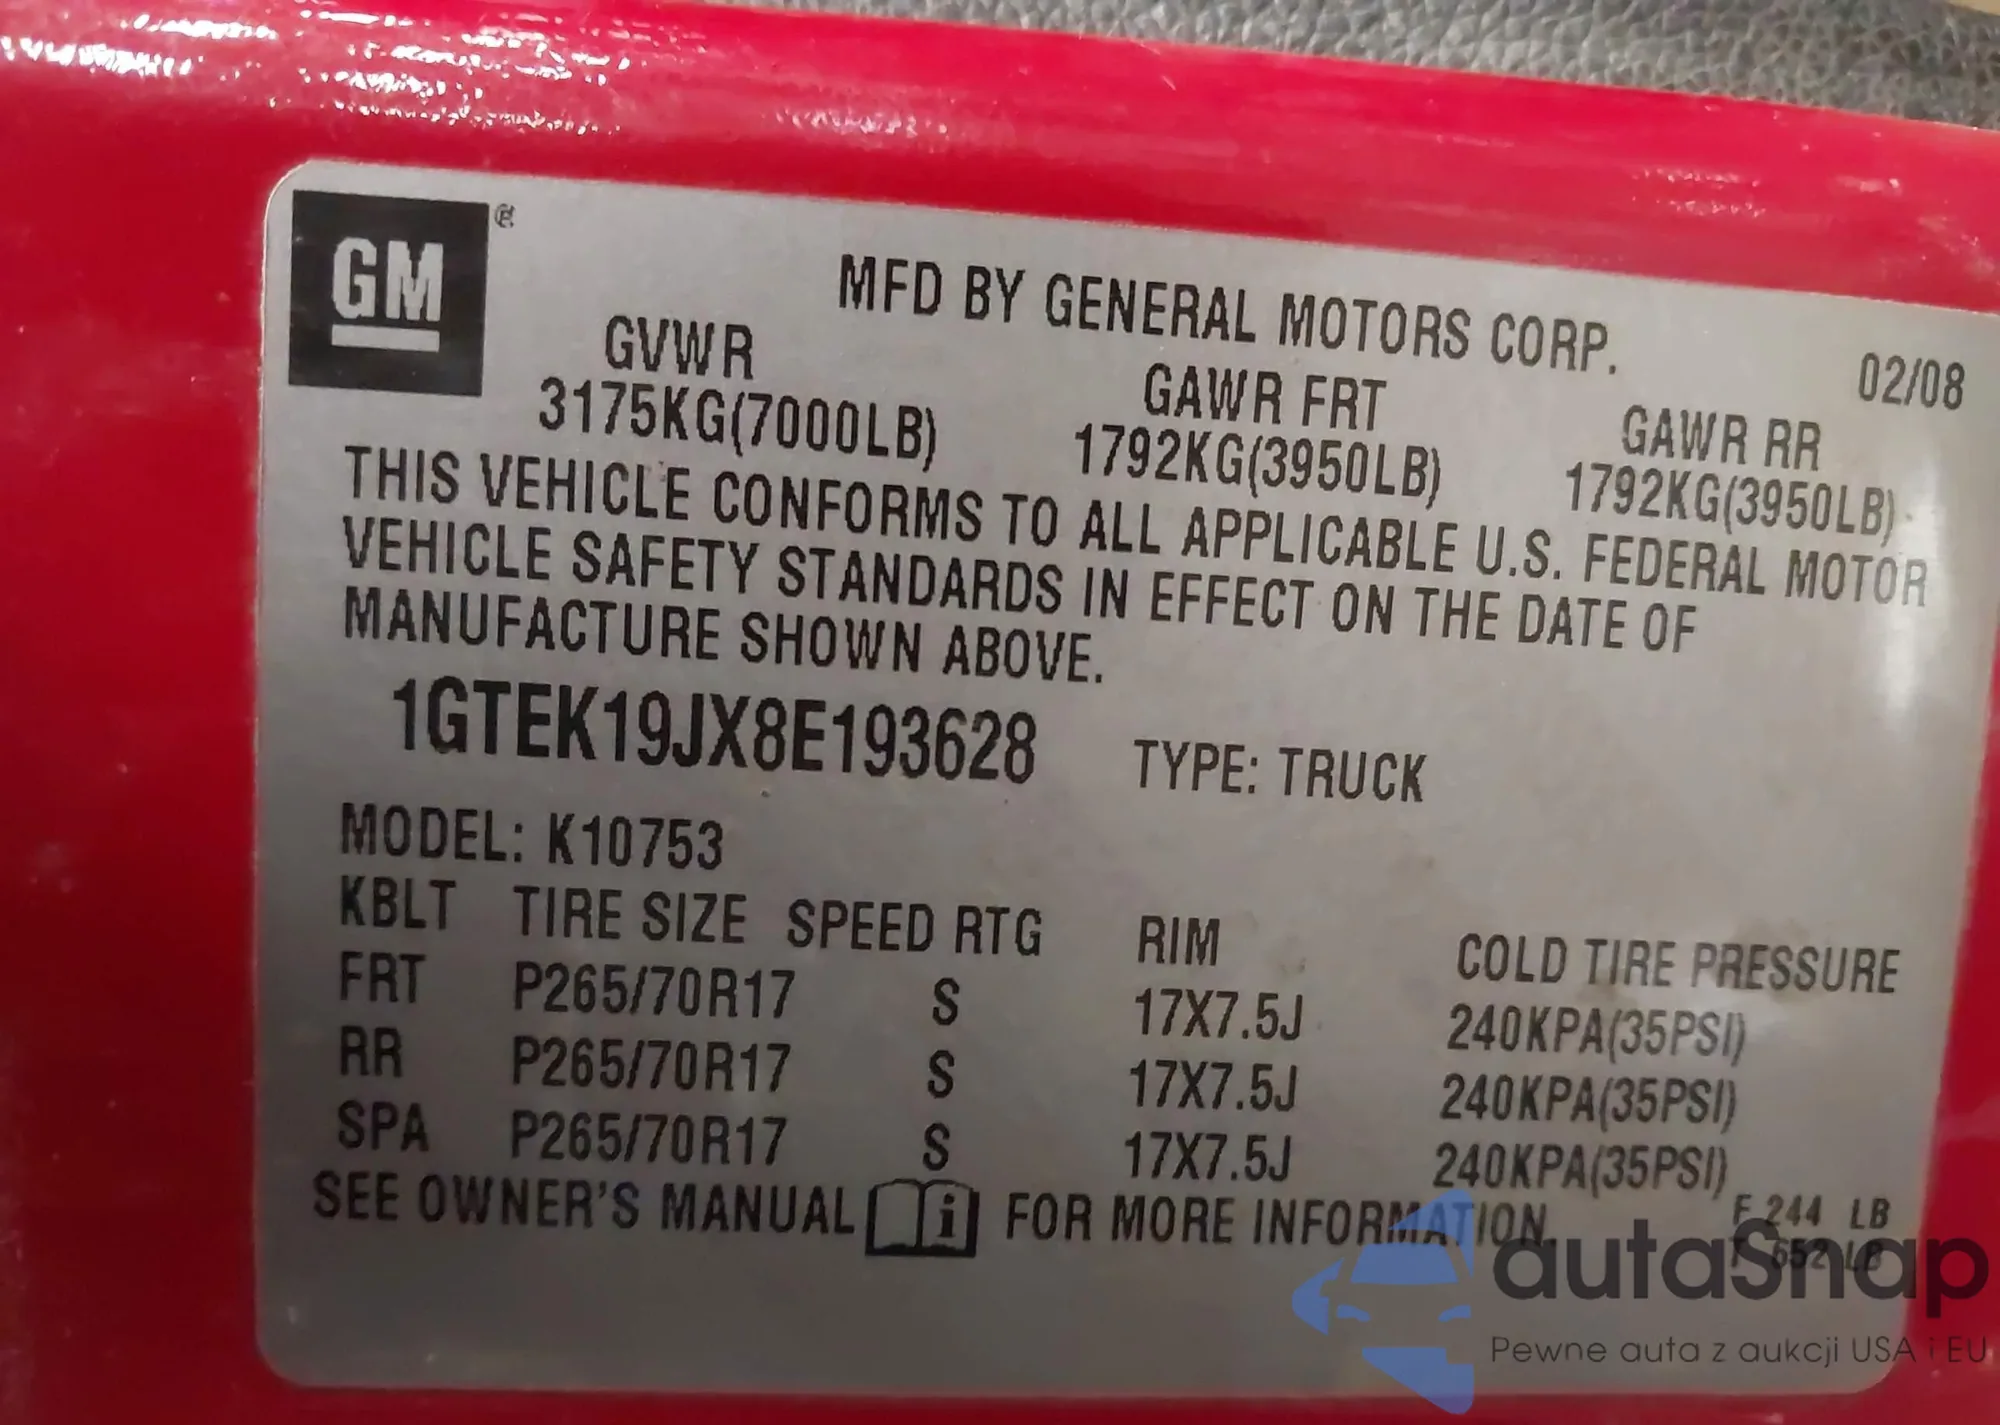 GM®
MFD BY GENERAL MOTORS CORP.
02/08
GVWR GAWR FRT GAWR RR
3175KG(7000LB) 1792KG(3950LB) 1792KG(3950LB)
THIS VEHICLE CONFORMS TO ALL APPLICABLE U.S. FEDERAL MOTOR
VEHICLE SAFETY STANDARDS IN EFFECT ON THE DATE OF
MANUFACTURE SHOWN ABOVE.
1GTEK19JX8E193628 TYPE: TRUCK
MODEL: K10753
KBLT TIRE SIZE SPEED RTG RIM COLD TIRE PRESSURE
FRT P265/70R17 S 17X7.5J 240KPA(35PSI)
RR P265/70R17 S 17X7.5J 240KPA(35PSI)
SPA P265/70R17 S 17X7.5J 240KPA(35PSI)
SEE OWNER'S MANUAL i FOR MORE INFORMATION.
F 244 LB
T 652 LB
autasnap
Pewne auta z aukcji USA i EU